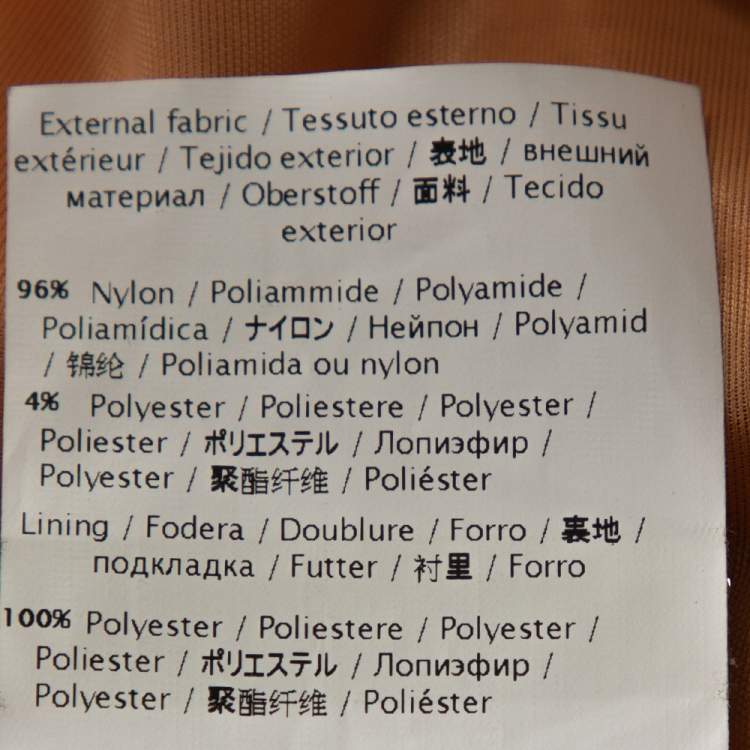 External fabric / Tessuto esterno / Tissu
extérieur / Tejido exterior / 表地 / внешний
материал / Oberstoff / 面料 / Tecido
exterior
96% Nylon / Poliammide / Polyamide /
Poliamídica / ナイロン / Нейпон / Polyamid
/ 锦纶 / Poliamida ou nylon
4% Polyester / Poliestere / Polyester /
Poliester / ポリエステル / Лопиэфир /
Polyester / 聚酯纤维 / Poliéster
Lining / Fodera / Doublure / Forro / 裏地 /
подкладка / Futter / 衬里 / Forro
100% Polyester / Poliestere / Polyester /
Poliester / ポリエステル / Лопиэфир /
Polyester / 聚酯纤维 / Poliéster